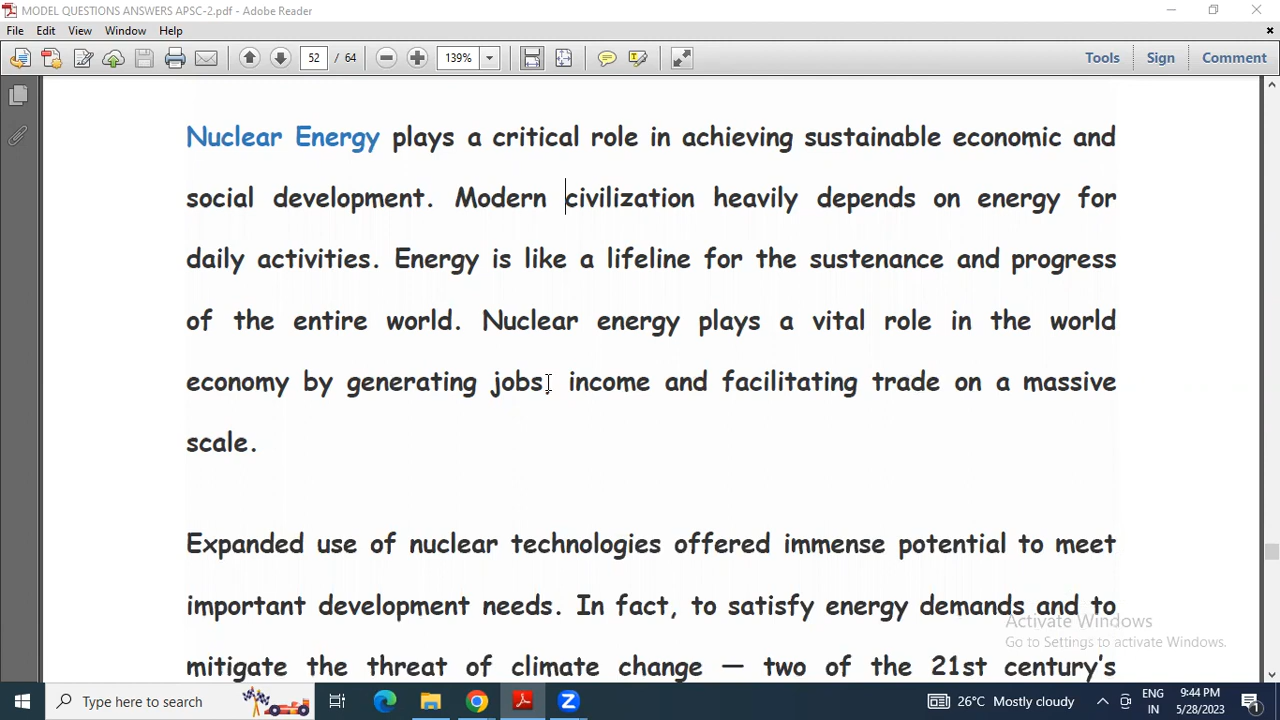 MODEL QUESTIONS ANSWERS APSC-2.pdf - Adobe Reader
File Edit View Window Help
52 / 64 139% Tools Sign Comment
Nuclear Energy plays a critical role in achieving sustainable economic and
social development. Modern civilization heavily depends on energy for
daily activities. Energy is like a lifeline for the sustenance and progress
of the entire world. Nuclear energy plays a vital role in the world
economy by generating jobs, income and facilitating trade on a massive
scale.
Expanded use of nuclear technologies offered immense potential to meet
important development needs. In fact, to satisfy energy demands and to
mitigate the threat of climate change — two of the 21st century's
Activate Windows
Go to Settings to activate Windows.
Type here to search
26°C Mostly cloudy
ENG
IN
9:44 PM
5/28/2023
1